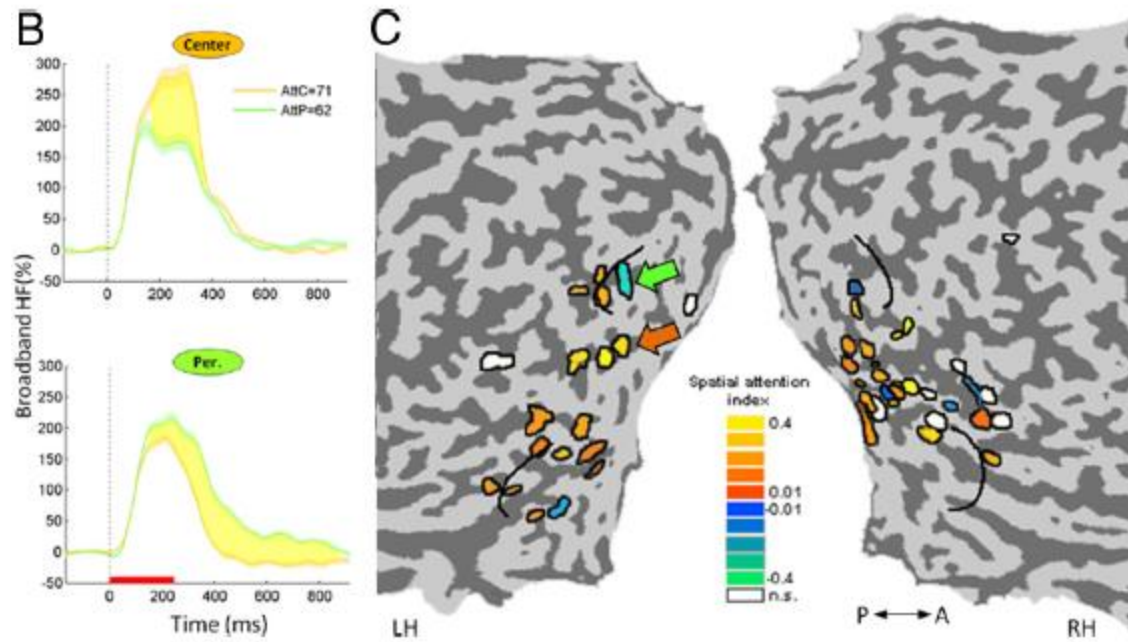 B
Center
300
250
200
150
100
50
0
-50
AttC=71
AttP=62
0 200 400 600 800
Broadband HF(%)
Per.
300
250
200
150
100
50
0
-50
0 200 400 600 800
Time (ms)
C
Spatial attention
index
0.4
0.01
-0.01
-0.4
n.s.
LH
P A
RH